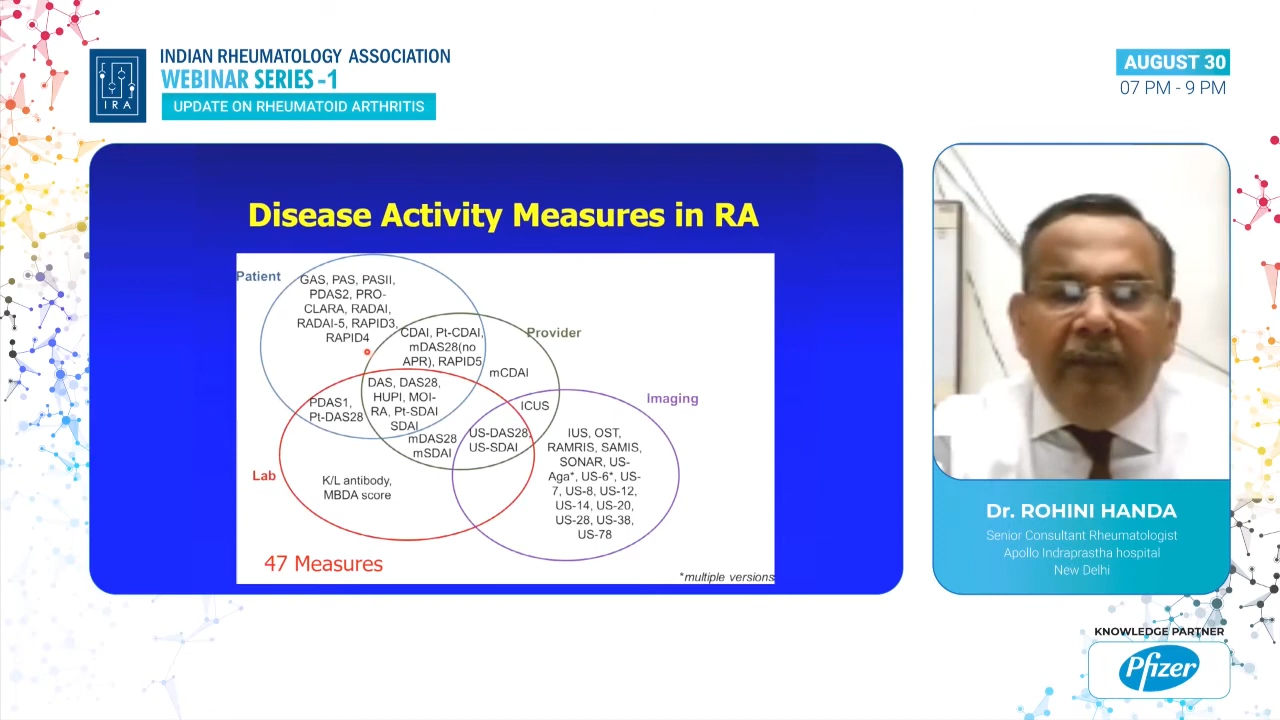 INDIAN RHEUMATOLOGY ASSOCIATION
WEBINAR SERIES -1
UPDATE ON RHEUMATOID ARTHRITIS
IRA
AUGUST 30
07 PM - 9 PM
Disease Activity Measures in RA
Patient
GAS, PAS, PASII,
PDAS2, PRO-
CLARA, RADAI,
RADAI-5, RAPID3,
RAPID4
CDAI, Pt-CDAI,
mDAS28(no
APR), RAPID5
Provider
mCDAI
DAS, DAS28,
HUPI, MOI-
RA, Pt-SDAI
SDAI
PDAS1,
Pt-DAS28
mDAS28
mSDAI
ICUS
US-DAS28,
US-SDAI
Imaging
IUS, OST,
RAMRIS, SAMIS,
SONAR, US-
Aga*, US-6*, US-
7, US-8, US-12,
US-14, US-20,
US-28, US-38,
US-78
Lab
K/L antibody,
MBDA score
47 Measures
*multiple versions
Dr. ROHINI HANDA
Senior Consultant Rheumatologist
Apollo Indraprastha hospital
New Delhi
KNOWLEDGE PARTNER
Pfizer